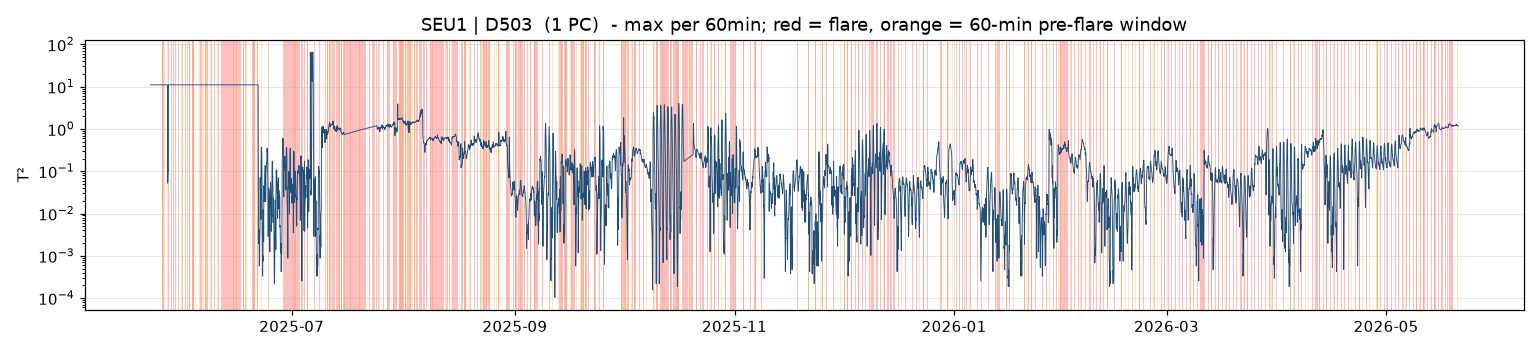 SEU1 | D503  (1 PC)  - max per 60min; red = flare, orange = 60-min pre-flare window
T²
10²
10¹
10⁰
10⁻¹
10⁻²
10⁻³
10⁻⁴
2025-07 2025-09 2025-11 2026-01 2026-03 2026-05